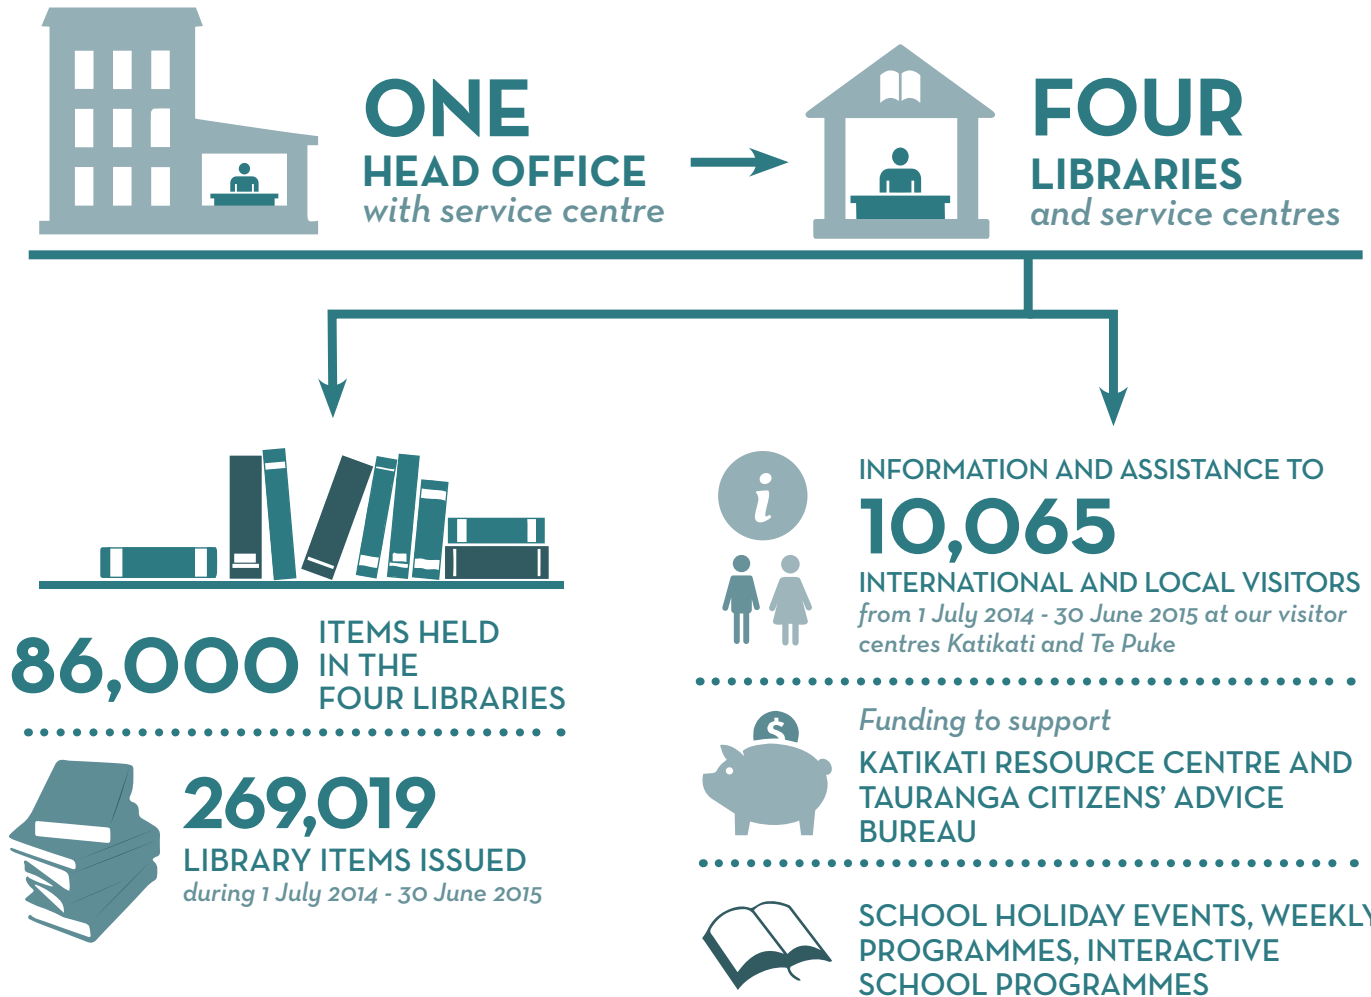 ONE
HEAD OFFICE
with service centre
FOUR
LIBRARIES
and service centres
86,000
ITEMS HELD
IN THE
FOUR LIBRARIES
269,019
LIBRARY ITEMS ISSUED
during 1 July 2014 - 30 June 2015
i
INFORMATION AND ASSISTANCE TO
10,065
INTERNATIONAL AND LOCAL VISITORS
from 1 July 2014 - 30 June 2015 at our visitor
centres Katikati and Te Puke
$
Funding to support
KATIKATI RESOURCE CENTRE AND
TAURANGA CITIZENS' ADVICE
BUREAU
SCHOOL HOLIDAY EVENTS, WEEKLY
PROGRAMMES, INTERACTIVE
SCHOOL PROGRAMMES